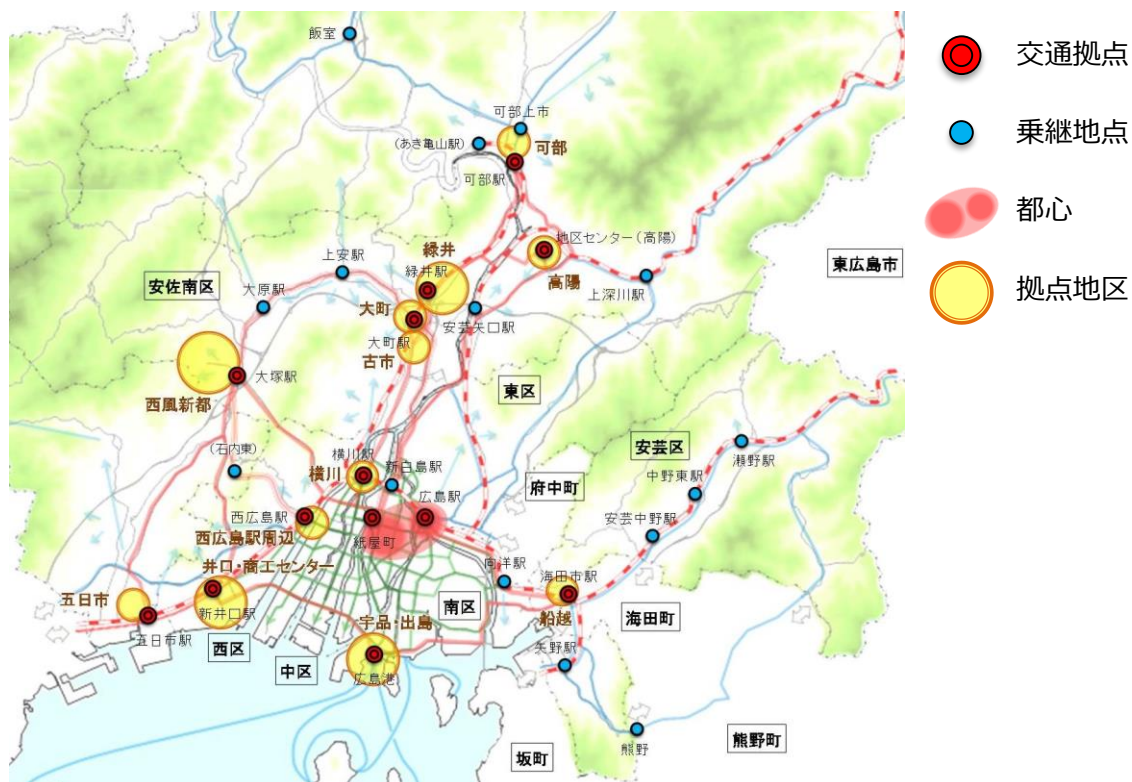 飯室
交通拠点
可部上市
(あき亀山駅)
可部
可部駅
乗継地点
都心
地区センター(高陽)
緑井
上安駅
緑井駅
高陽
東広島市
安佐南区
大原駅
上深川駅
拠点地区
大町
安芸矢口駅
大町駅
古市
大塚駅
東区
西風新都
安芸区
(石内東)
横川駅
新白島駅
瀬野駅
横川
中野東駅
広島駅
府中町
西広島駅
紙屋町
安芸中野駅
西広島駅周辺
井口・商工センター
向洋駅
海田市駅
五日市
新井口駅
南区
船越
海田町
宇品・出島
五日市駅
西区
中区
矢野駅
広島港
熊野町
坂町
熊野